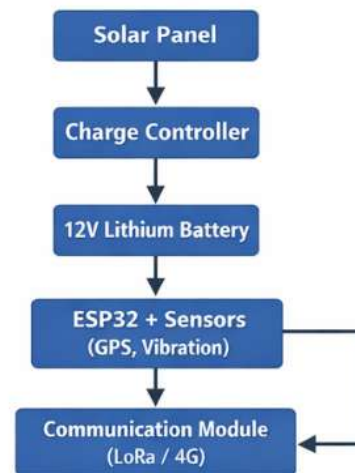 Solar Panel
Charge Controller
12V Lithium Battery
ESP32 + Sensors
(GPS, Vibration)
Communication Module
(LoRa / 4G)